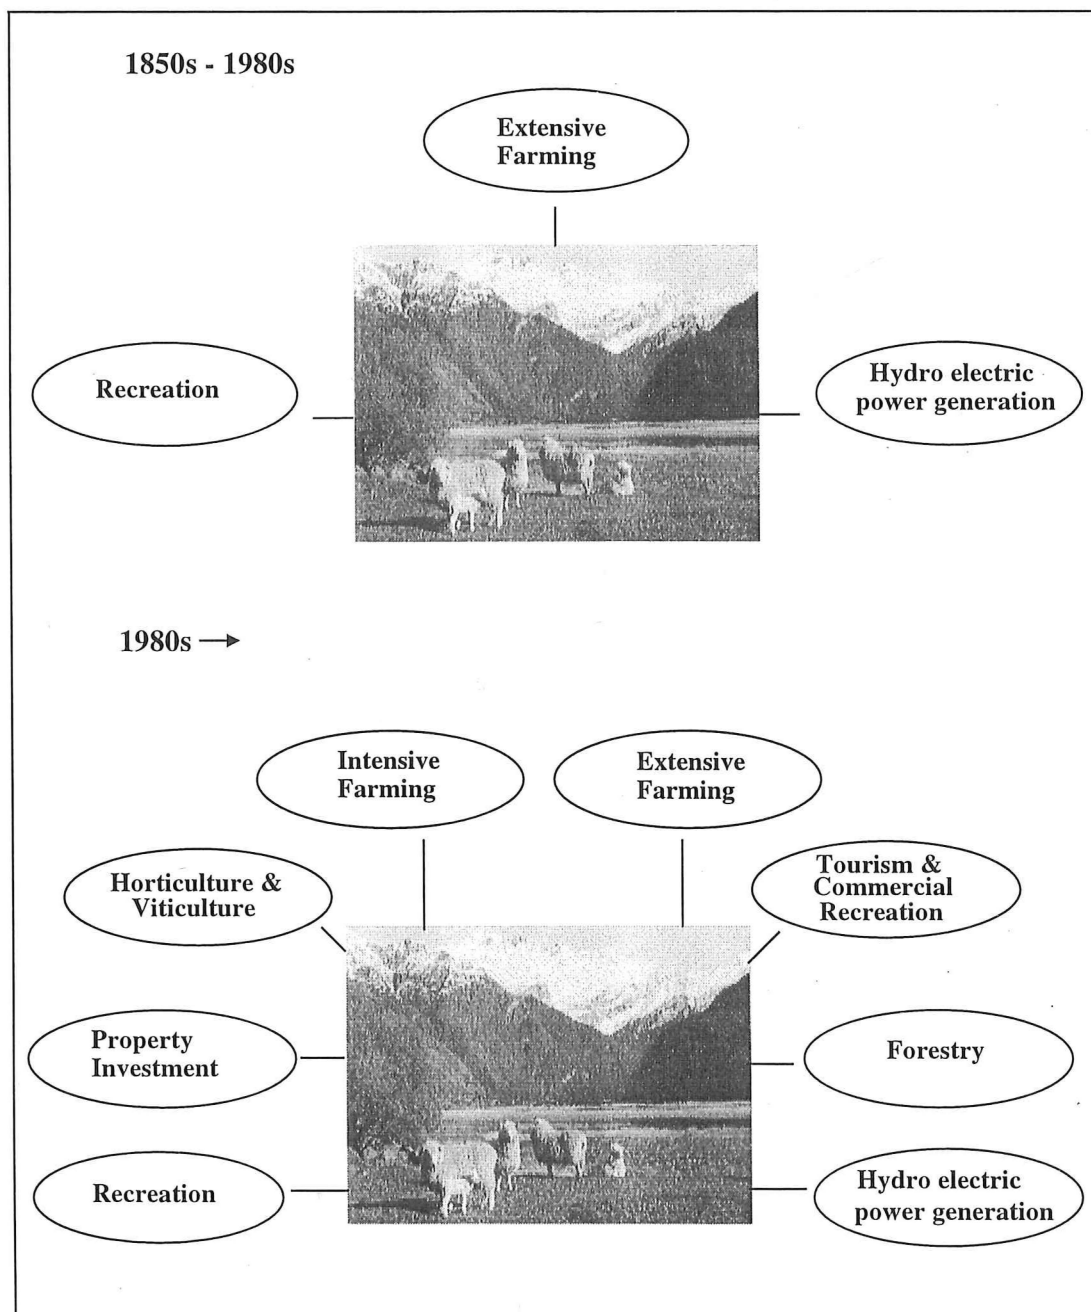 1850s - 1980s
Extensive
Farming
Recreation
Hydro electric
power generation
1980s →
Intensive
Farming
Extensive
Farming
Horticulture &
Viticulture
Tourism &
Commercial
Recreation
Property
Investment
Forestry
Recreation
Hydro electric
power generation